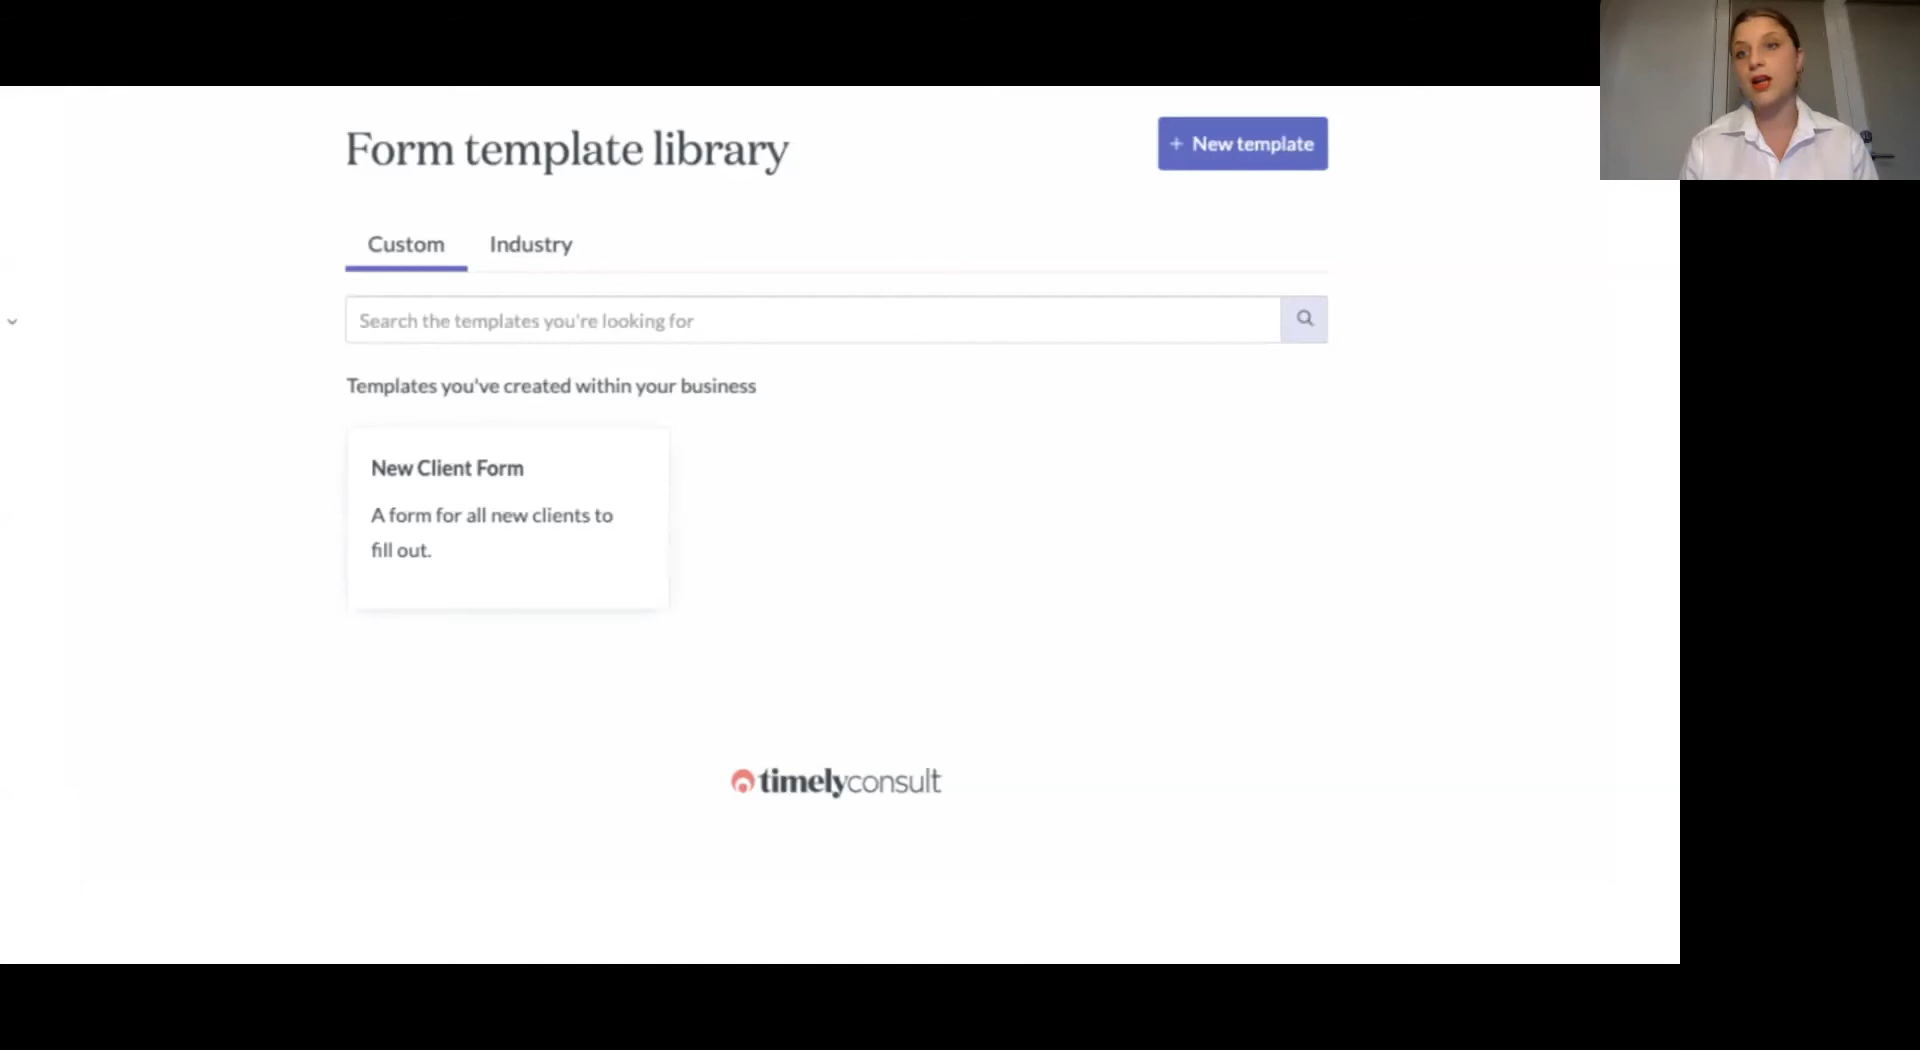 Form template library
+ New template
Custom
Industry
Search the templates you're looking for
Templates you've created within your business
New Client Form
A form for all new clients to
fill out.
timelyconsult